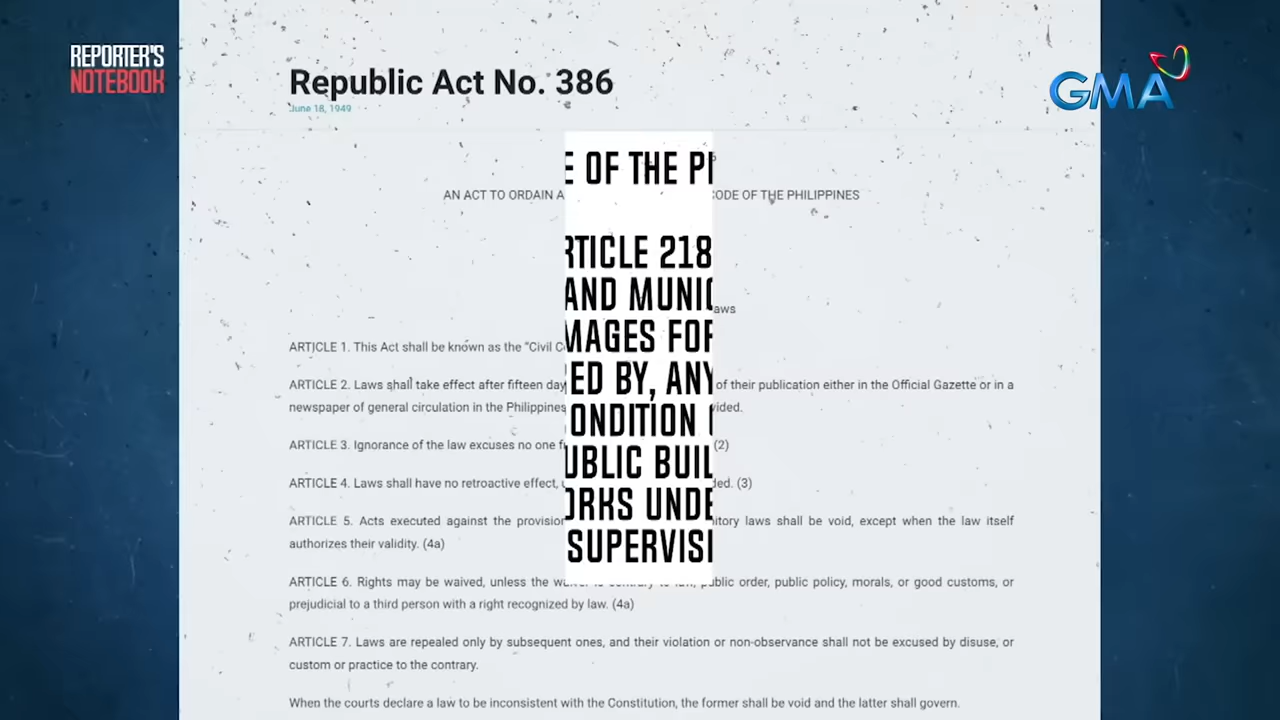 REPORTER'S
NOTEBOOK
GMA
Republic Act No. 386
June 18, 1949
AN ACT TO ORDAIN A
CODE OF THE PHILIPPINES
E OF THE
RTICLE 218
AND MUNIC
MAGES FOR
ED BY, ANY
ONDITION
UBLIC BUIL
ORKS UNDE
SUPERVISI
aws
ARTICLE 1. This Act shall be known as the “Civil
ARTICLE 2. Laws shall take effect after fifteen day
of their publication either in the Official Gazette or in a
newspaper of general circulation in the Philippines
vided.
ARTICLE 3. Ignorance of the law excuses no one
(2)
ARTICLE 4. Laws shall have no retroactive effect,
ded. (3)
ARTICLE 5. Acts executed against the provision
itory laws shall be void, except when the law itself
authorizes their validity. (4a)
ARTICLE 6. Rights may be waived, unless the waiver is contrary to law, public order, public policy, morals, or good customs, or
prejudicial to a third person with a right recognized by law. (4a)
ARTICLE 7. Laws are repealed only by subsequent ones, and their violation or non-observance shall not be excused by disuse, or
custom or practice to the contrary.
When the courts declare a law to be inconsistent with the Constitution, the former shall be void and the latter shall govern.